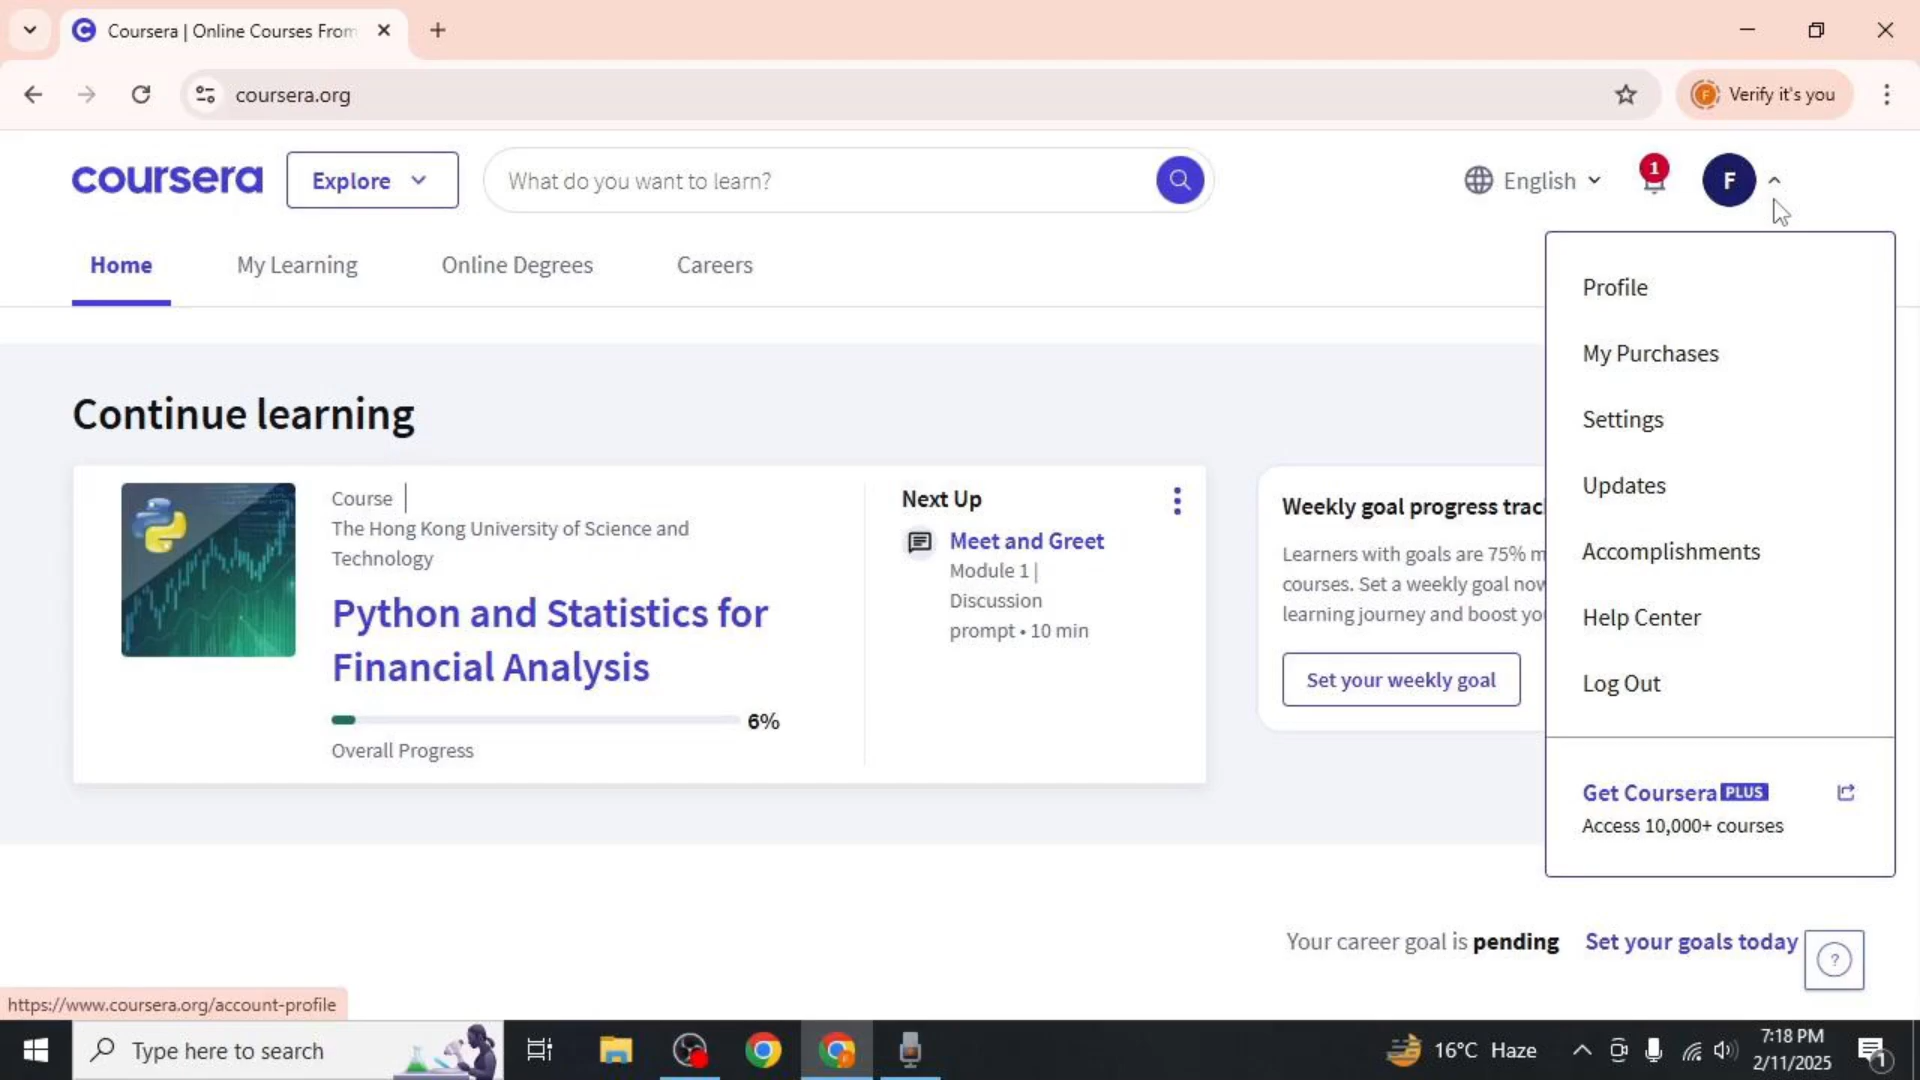 Coursera | Online Courses From
coursera.org
Verify it's you
coursera
Explore
What do you want to learn?
English
1
F
Home
My Learning
Online Degrees
Careers
Profile
My Purchases
Settings
Updates
Accomplishments
Help Center
Log Out
Get Coursera PLUS
Access 10,000+ courses
Continue learning
Course
The Hong Kong University of Science and
Technology
Python and Statistics for
Financial Analysis
6%
Overall Progress
Next Up
Meet and Greet
Module 1 |
Discussion
prompt • 10 min
Weekly goal progress trac
Learners with goals are 75% m
courses. Set a weekly goal now
learning journey and boost yo
Set your weekly goal
Your career goal is pending
Set your goals today
?
https://www.coursera.org/account-profile
Type here to search
16°C Haze
7:18 PM
2/11/2025
1